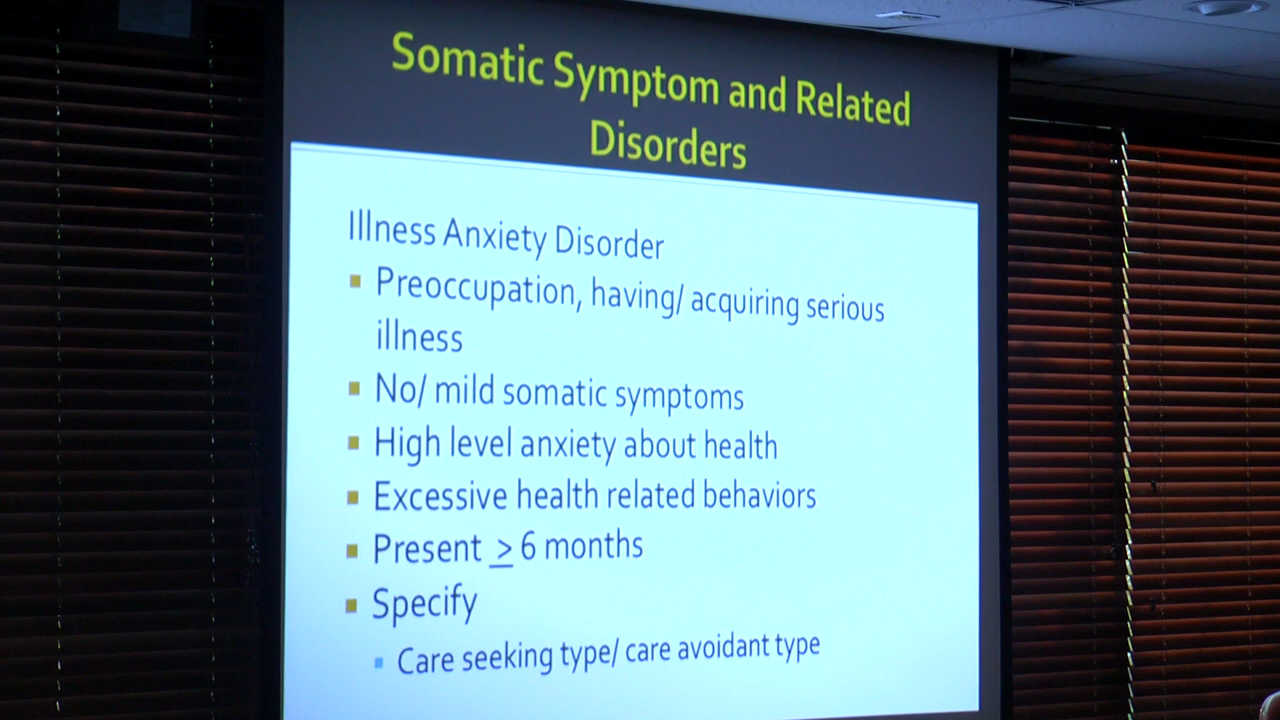 Somatic Symptom and Related
Disorders
Illness Anxiety Disorder
▪ Preoccupation, having/ acquiring serious
illness
▪ No/ mild somatic symptoms
▪ High level anxiety about health
▪ Excessive health related behaviors
▪ Present ≥ 6 months
▪ Specify
▪ Care seeking type/ care avoidant type